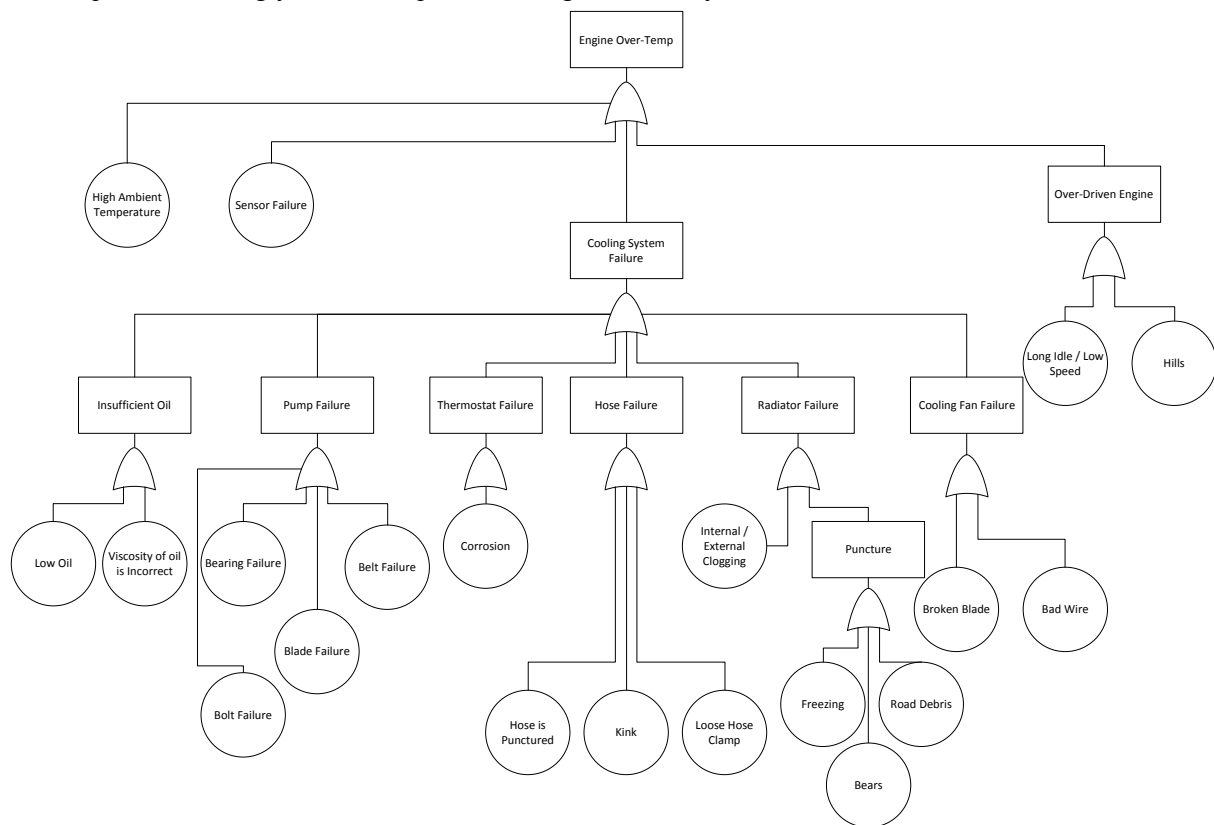 Engine Over-Temp
High Ambient
Temperature
Sensor Failure
Over-Driven Engine
Cooling System
Failure
Long Idle / Low
Speed
Hills
Insufficient Oil
Pump Failure
Thermostat Failure
Hose Failure
Radiator Failure
Cooling Fan Failure
Low Oil
Viscosity of oil
is Incorrect
Bearing Failure
Belt Failure
Corrosion
Internal /
External
Clogging
Puncture
Broken Blade
Bad Wire
Blade Failure
Bolt Failure
Hose is
Punctured
Kink
Loose Hose
Clamp
Freezing
Road Debris
Bears